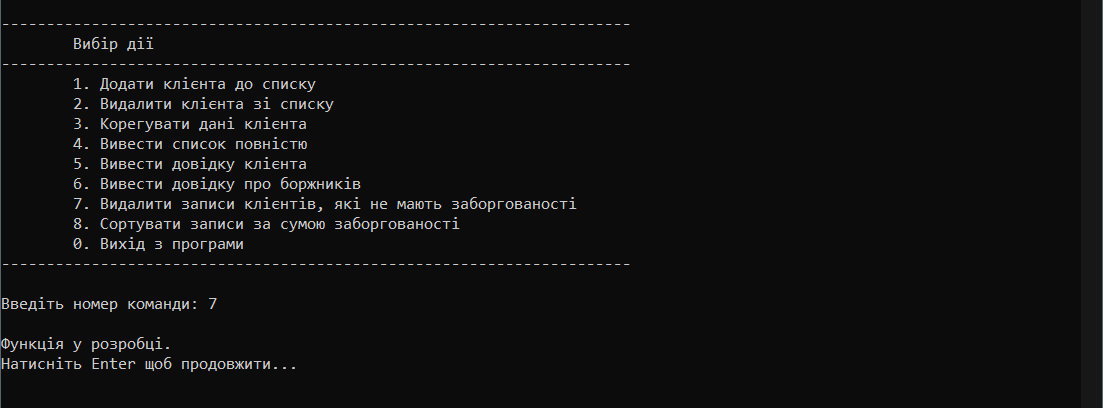 ----------------------------------------------------------------------
Вибір дії
----------------------------------------------------------------------
1. Додати клієнта до списку
2. Видалити клієнта зі списку
3. Корегувати дані клієнта
4. Вивести список повністю
5. Вивести довідку клієнта
6. Вивести довідку про боржників
7. Видалити записи клієнтів, які не мають заборгованості
8. Сортувати записи за сумою заборгованості
0. Вихід з програми
----------------------------------------------------------------------
Введіть номер команди: 7
Функція у розробці.
Натисніть Enter щоб продовжити...